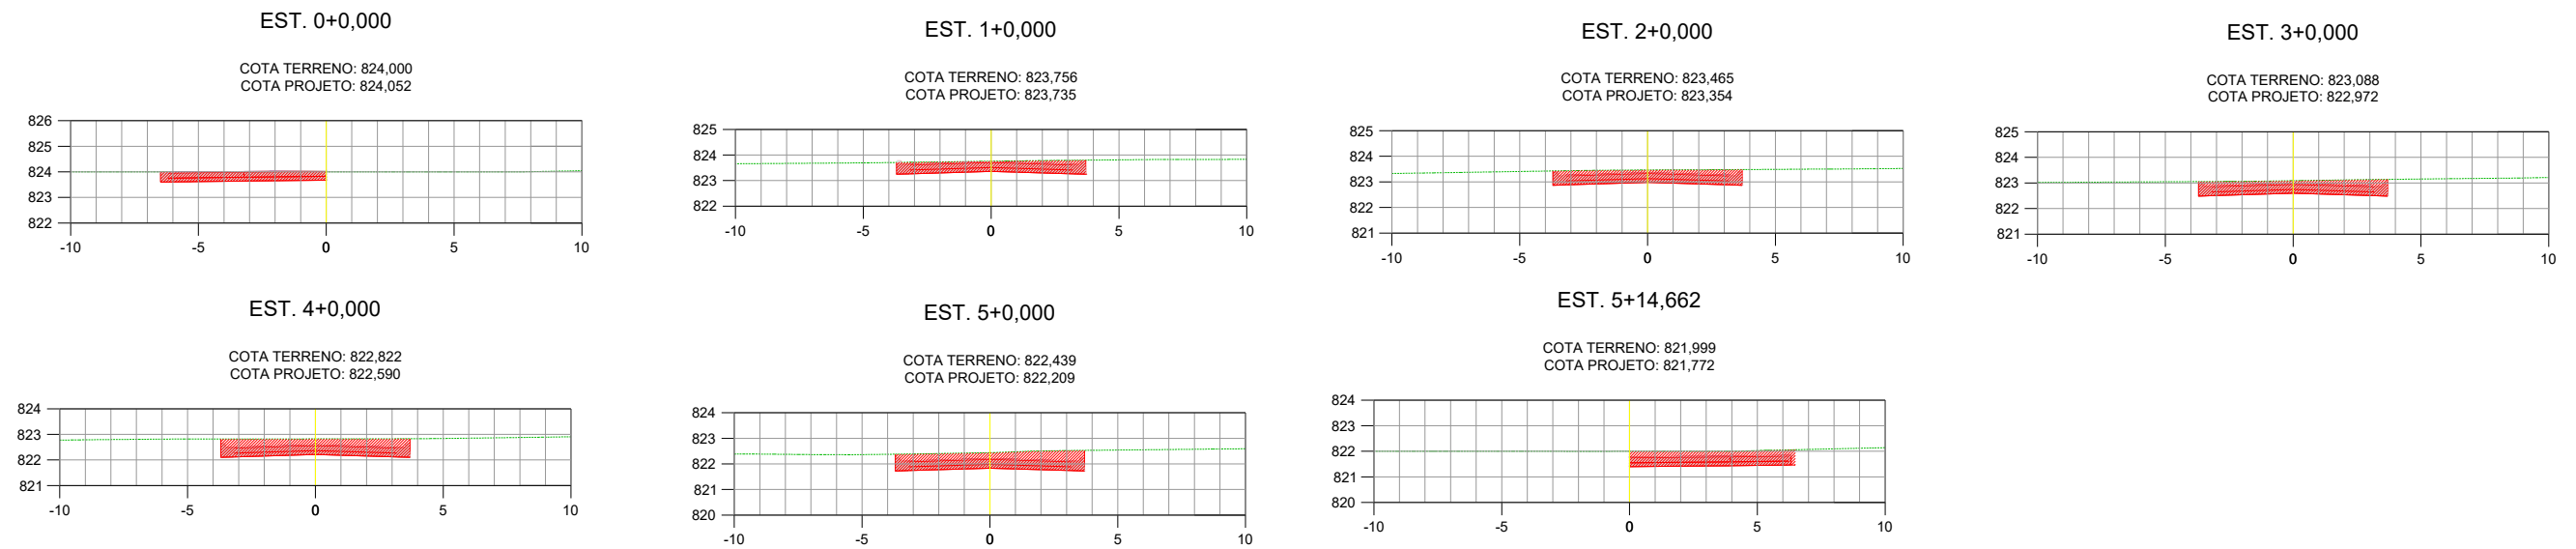 EST. 0+0,000
COTA TERRENO: 824,000
COTA PROJETO: 824,052
826
825
824
823
822
-10 -5 0 5 10
EST. 1+0,000
COTA TERRENO: 823,756
COTA PROJETO: 823,735
825
824
823
822
-10 -5 0 5 10
EST. 2+0,000
COTA TERRENO: 823,465
COTA PROJETO: 823,354
825
824
823
822
821
-10 -5 0 5 10
EST. 3+0,000
COTA TERRENO: 823,088
COTA PROJETO: 822,972
825
824
823
822
821
-10 -5 0 5 10
EST. 4+0,000
COTA TERRENO: 822,822
COTA PROJETO: 822,590
824
823
822
821
-10 -5 0 5 10
EST. 5+0,000
COTA TERRENO: 822,439
COTA PROJETO: 822,209
824
823
822
821
820
-10 -5 0 5 10
EST. 5+14,662
COTA TERRENO: 821,999
COTA PROJETO: 821,772
824
823
822
821
820
-10 -5 0 5 10